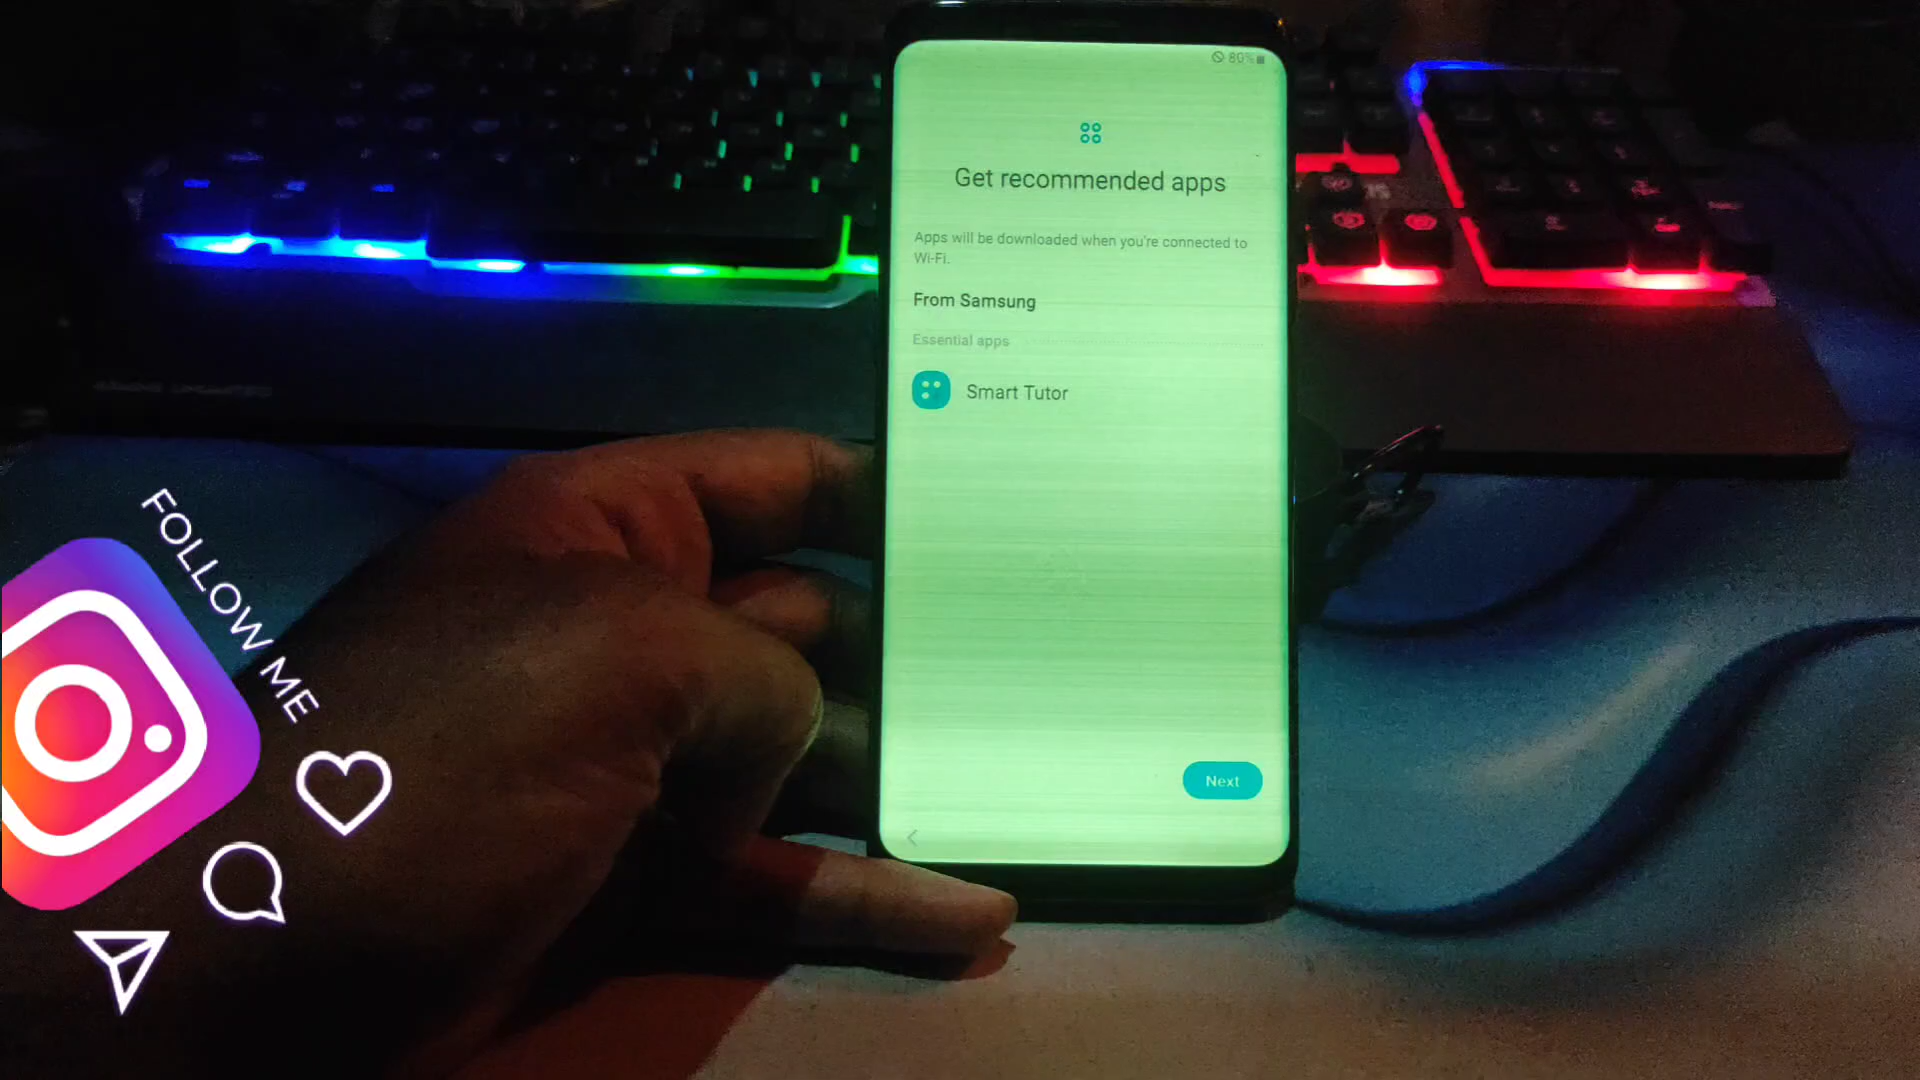 80%
Get recommended apps
Apps will be downloaded when you're connected to
Wi-Fi.
From Samsung
Essential apps
Smart Tutor
Next
FOLLOW ME